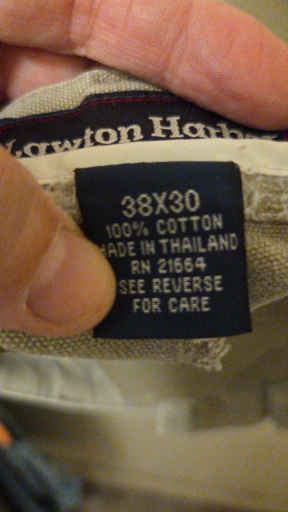 Lawton Harbor
38X30
100% COTTON
MADE IN THAILAND
RN 21664
SEE REVERSE
FOR CARE